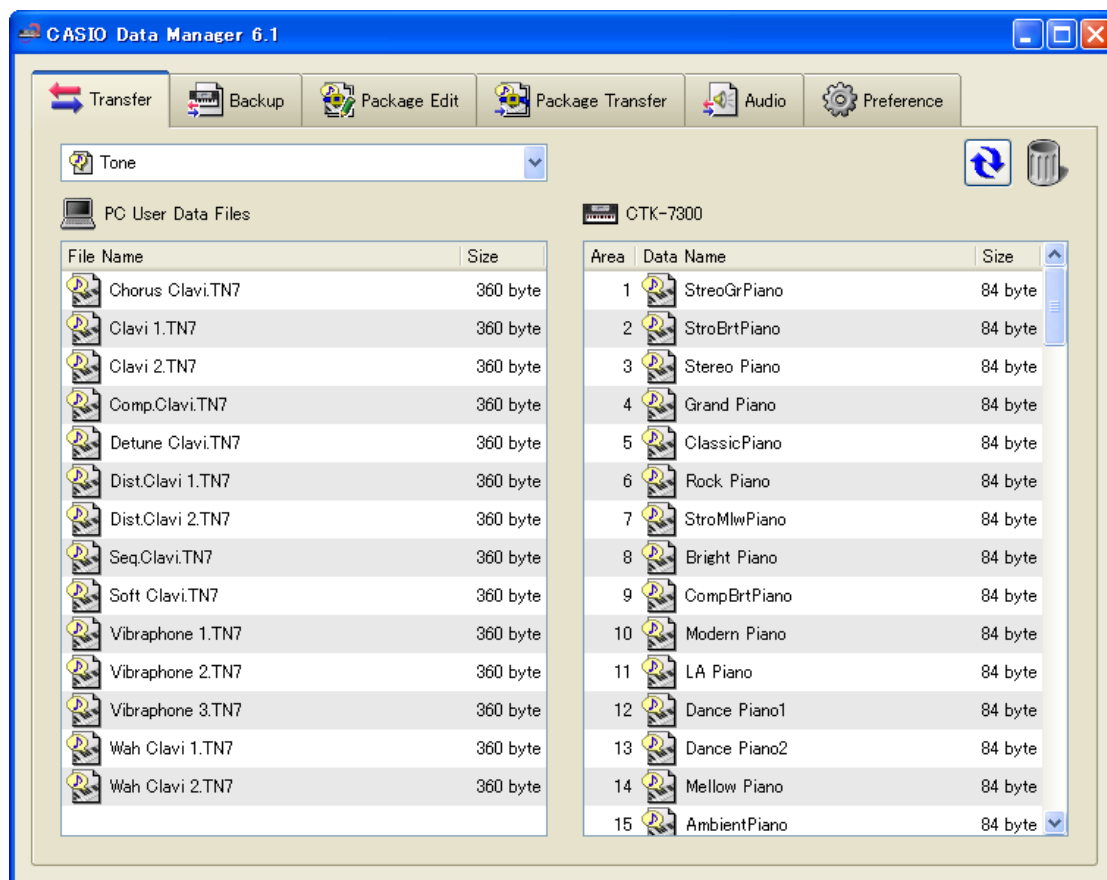 CASIO Data Manager 6.1
Transfer Backup Package Edit Package Transfer Audio Preference
Tone
PC User Data Files
File Name Size
Chorus Clavi.TN7 360 byte
Clavi 1.TN7 360 byte
Clavi 2.TN7 360 byte
Comp.Clavi.TN7 360 byte
Detune Clavi.TN7 360 byte
Dist.Clavi 1.TN7 360 byte
Dist.Clavi 2.TN7 360 byte
Seq.Clavi.TN7 360 byte
Soft Clavi.TN7 360 byte
Vibraphone 1.TN7 360 byte
Vibraphone 2.TN7 360 byte
Vibraphone 3.TN7 360 byte
Wah Clavi 1.TN7 360 byte
Wah Clavi 2.TN7 360 byte
CTK-7300
Area Data Name Size
1 StreoGrPiano 84 byte
2 StroBrtPiano 84 byte
3 Stereo Piano 84 byte
4 Grand Piano 84 byte
5 ClassicPiano 84 byte
6 Rock Piano 84 byte
7 StroMlwPiano 84 byte
8 Bright Piano 84 byte
9 CompBrtPiano 84 byte
10 Modern Piano 84 byte
11 LA Piano 84 byte
12 Dance Piano1 84 byte
13 Dance Piano2 84 byte
14 Mellow Piano 84 byte
15 AmbientPiano 84 byte